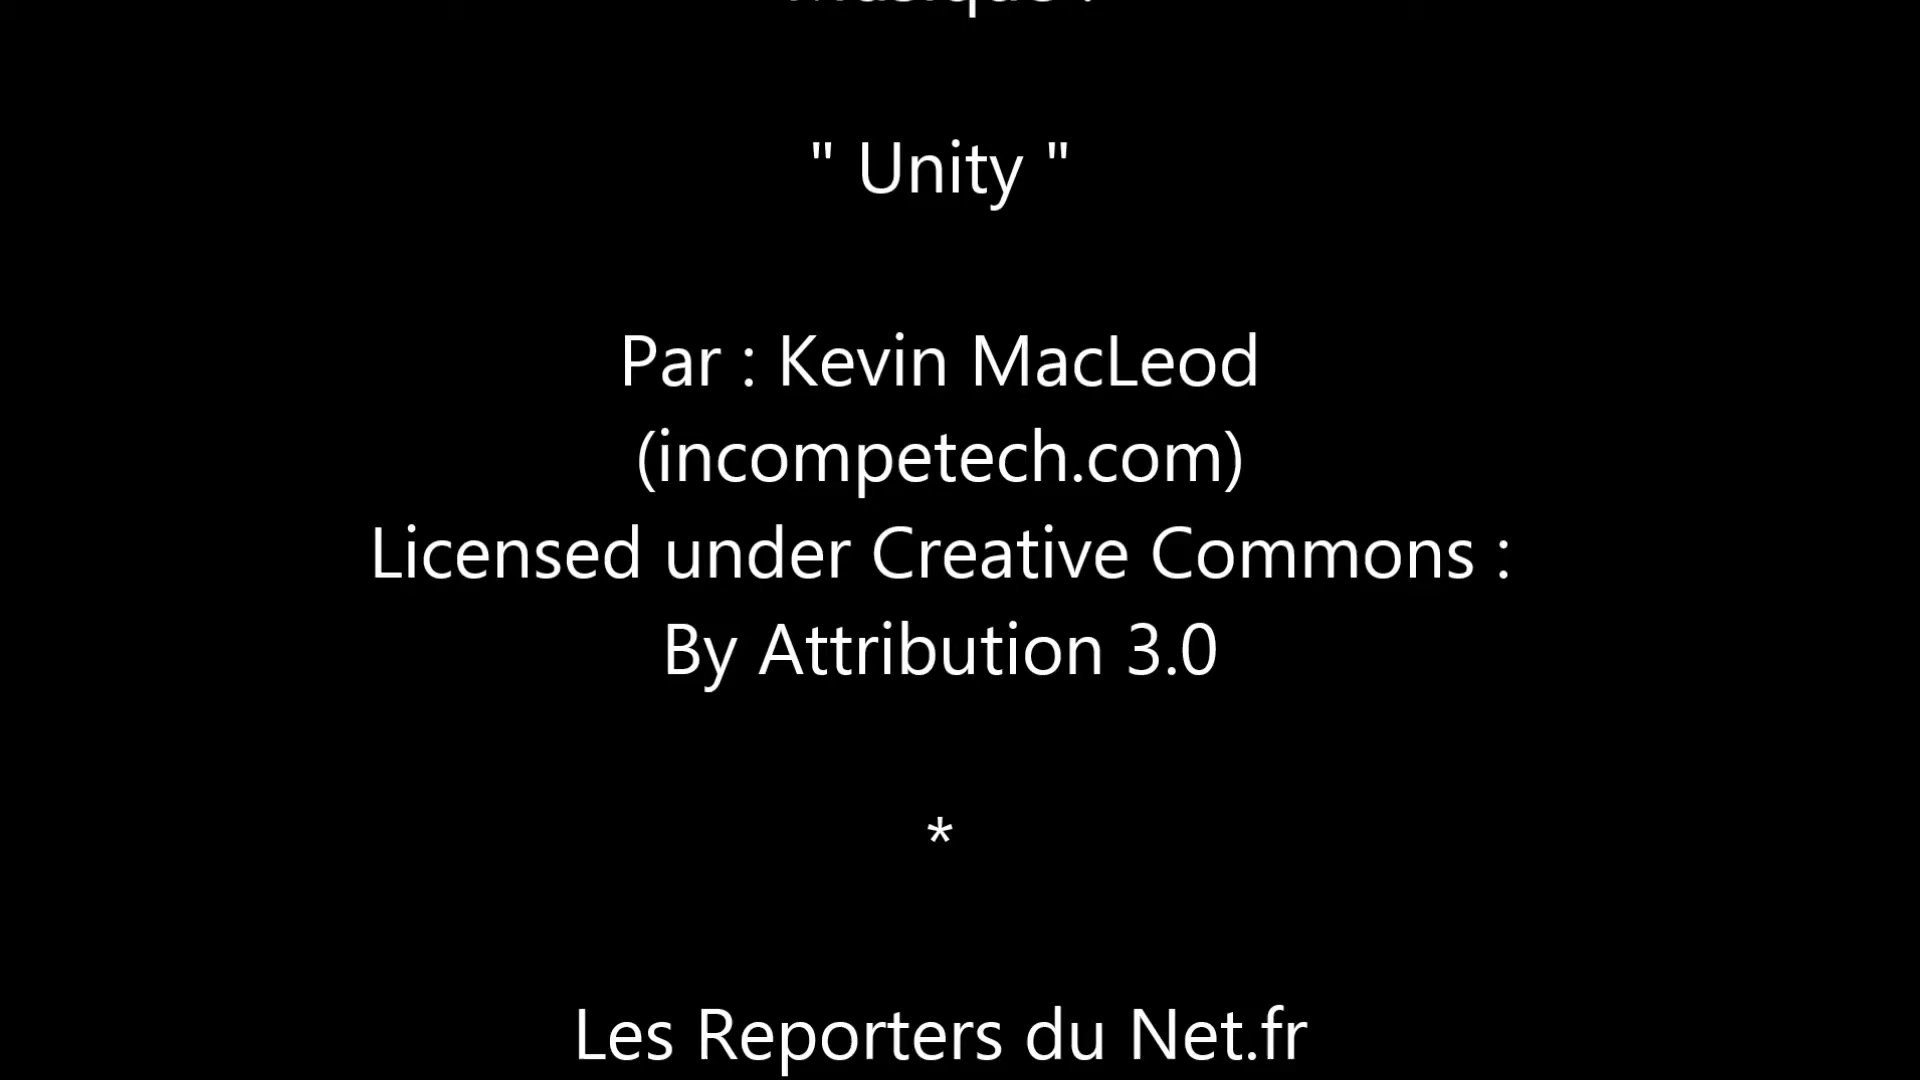 Musique :
" Unity "
Par : Kevin MacLeod
(incompetech.com)
Licensed under Creative Commons :
By Attribution 3.0
*
Les Reporters du Net.fr